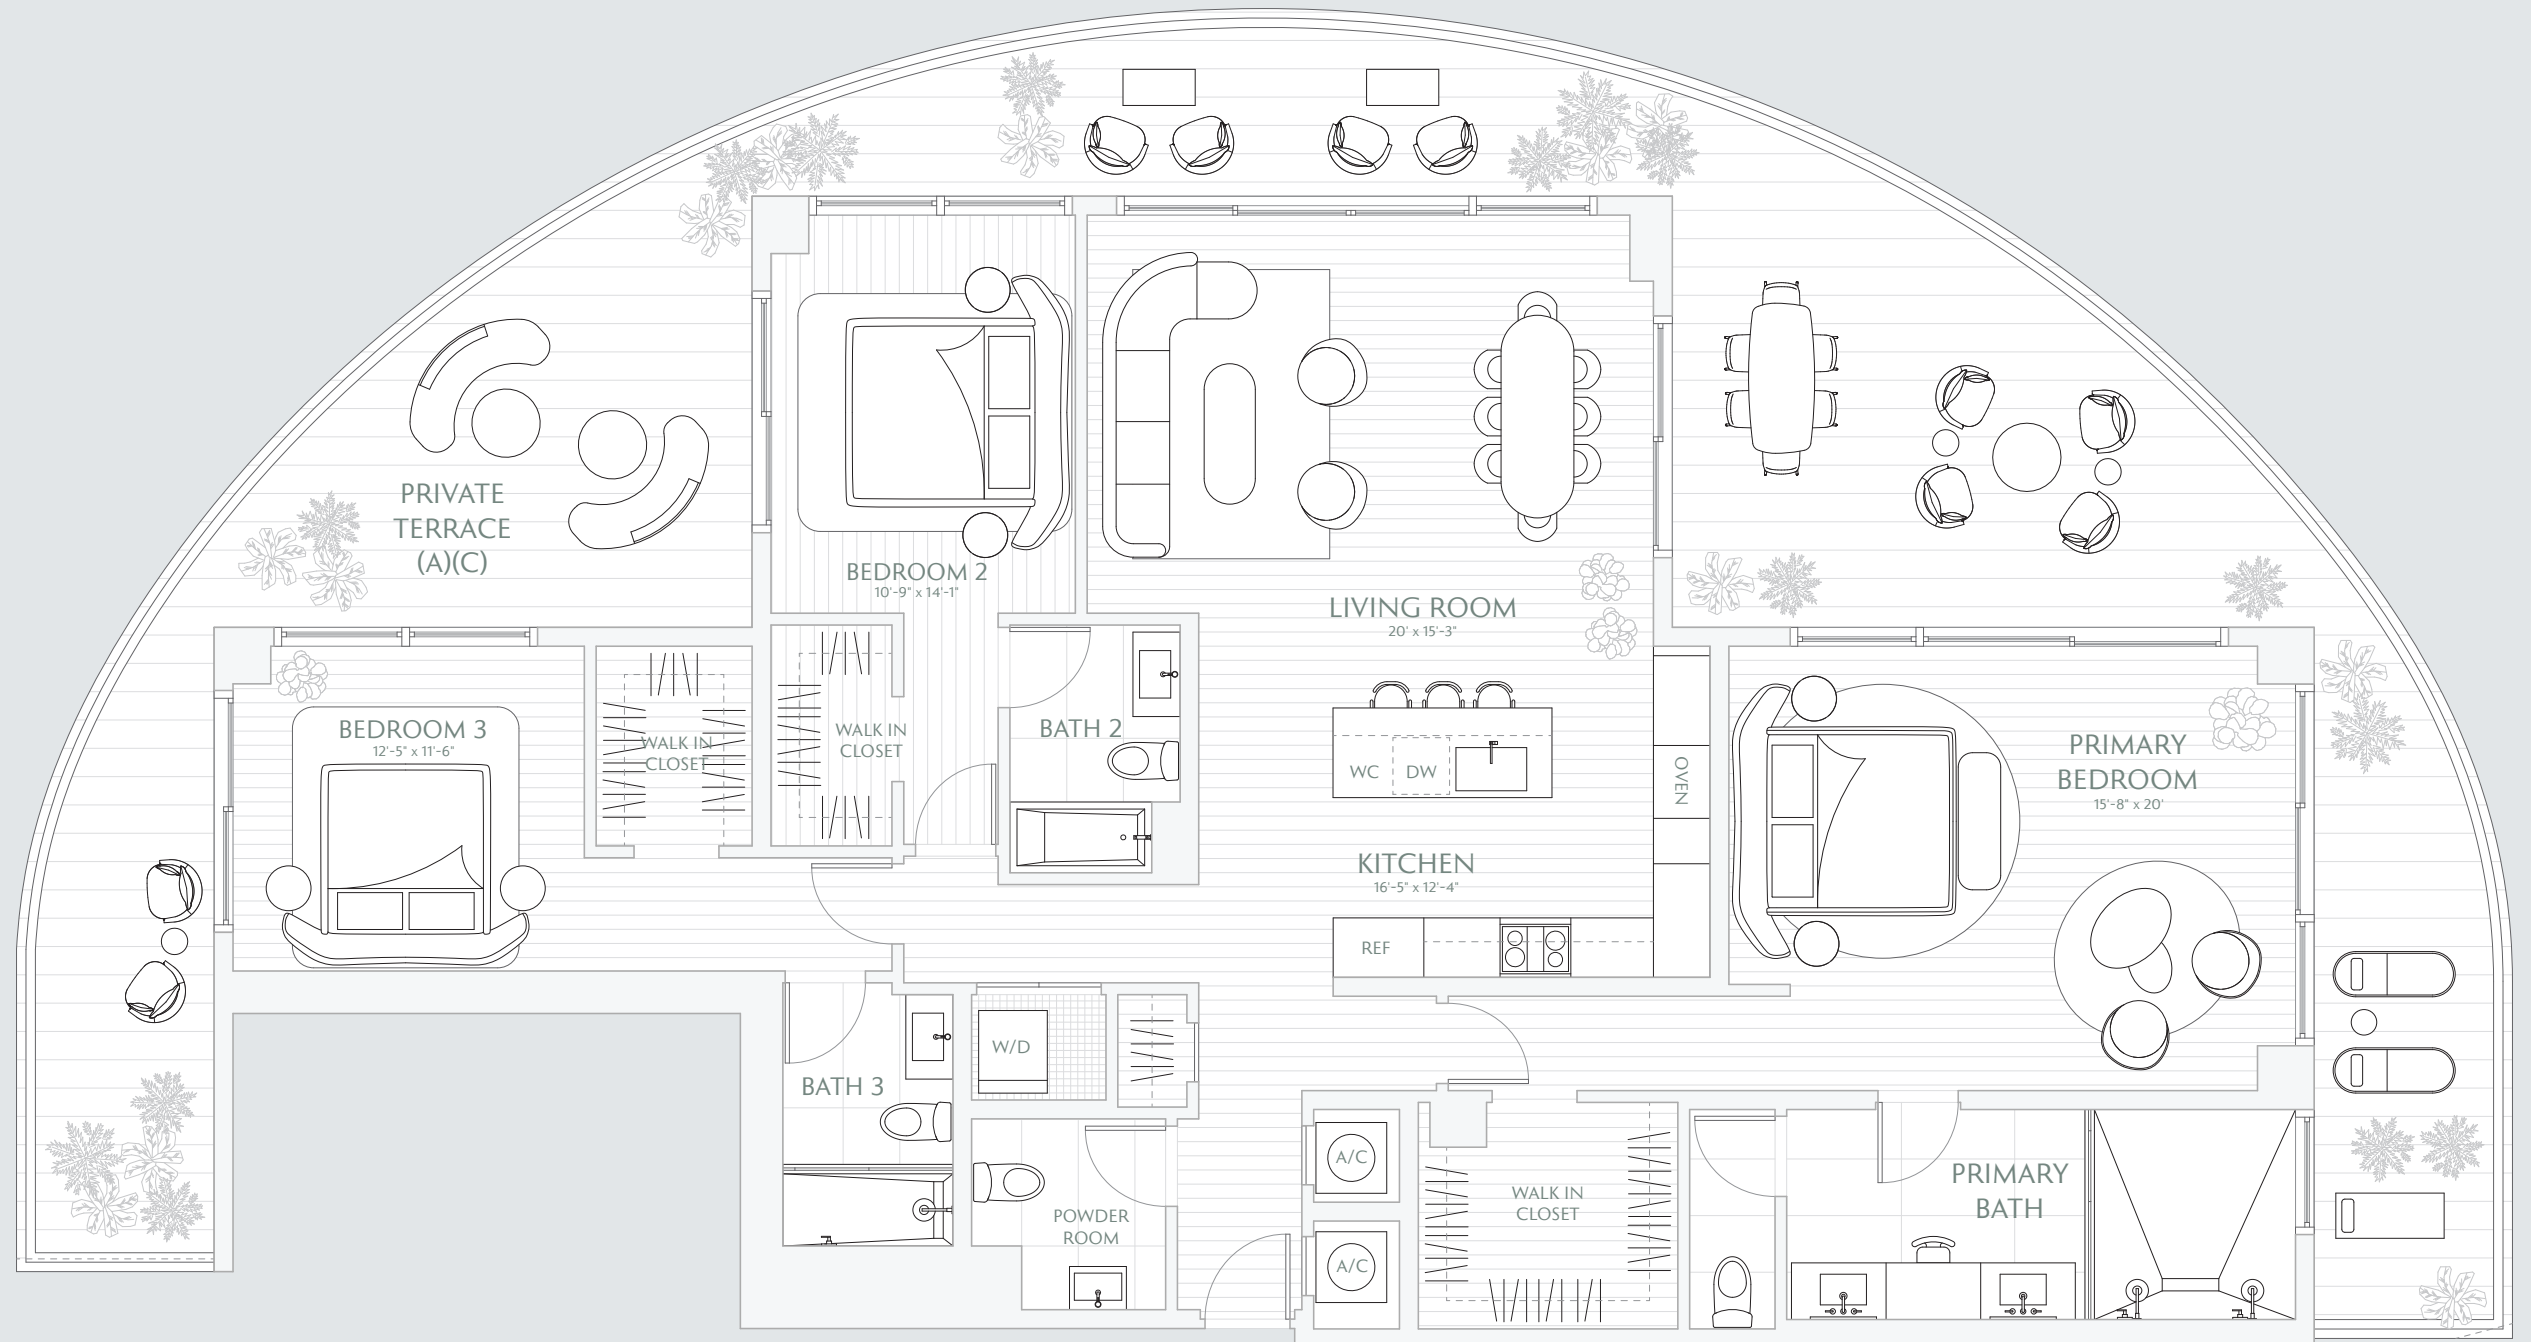 PRIVATE
TERRACE
(A)(C)
BEDROOM 2
10'-9" x 14'-1"
LIVING ROOM
20' x 15'-3"
BEDROOM 3
12'-5" x 11'-6"
WALK IN
CLOSET
WALK IN
CLOSET
BATH 2
WC
DW
OVEN
PRIMARY
BEDROOM
15'-8" x 20'
KITCHEN
16'-5" x 12'-4"
REF
W/D
BATH 3
POWDER
ROOM
A/C
A/C
WALK IN
CLOSET
PRIMARY
BATH